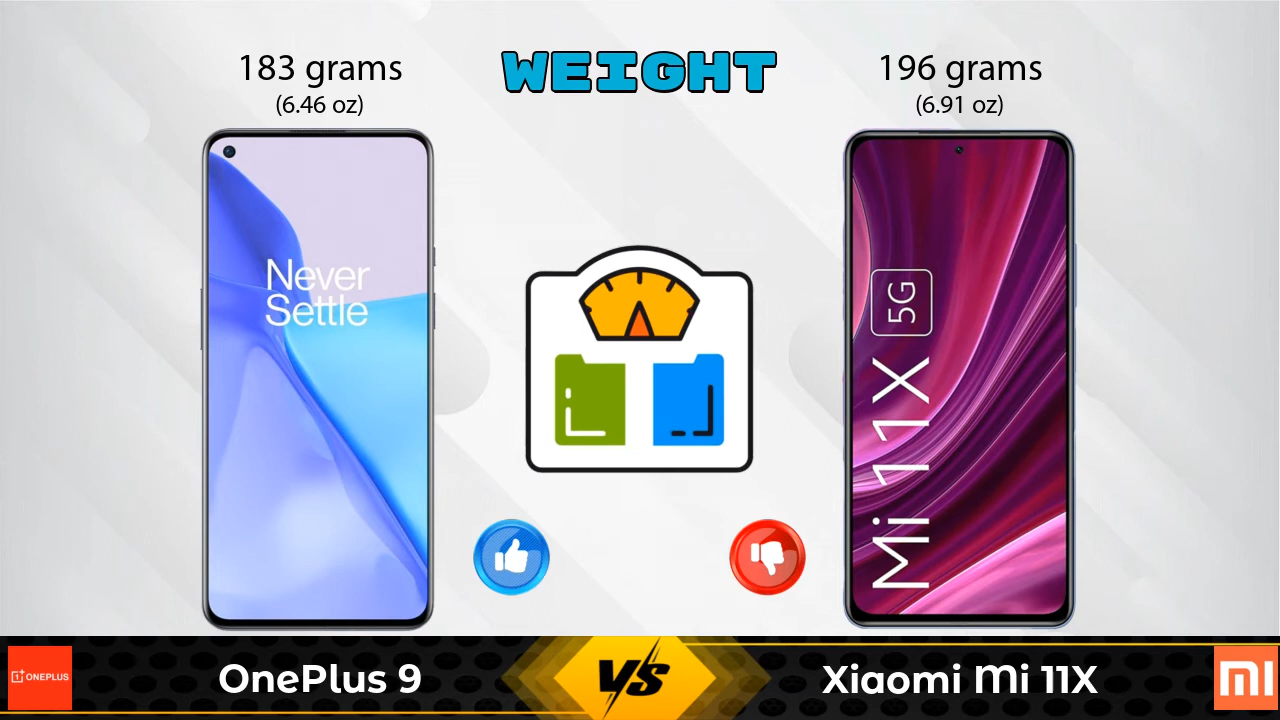 WEIGHT
183 grams
(6.46 oz)
196 grams
(6.91 oz)
Never
Settle
Mi 11X 5G
1+ ONEPLUS
OnePlus 9
VS
Xiaomi Mi 11X
MI